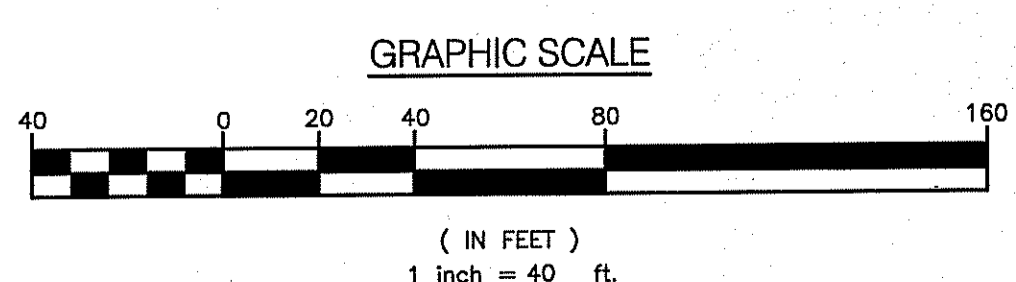 GRAPHIC SCALE
40 0 20 40 80 160
( IN FEET )
1 inch = 40 ft.